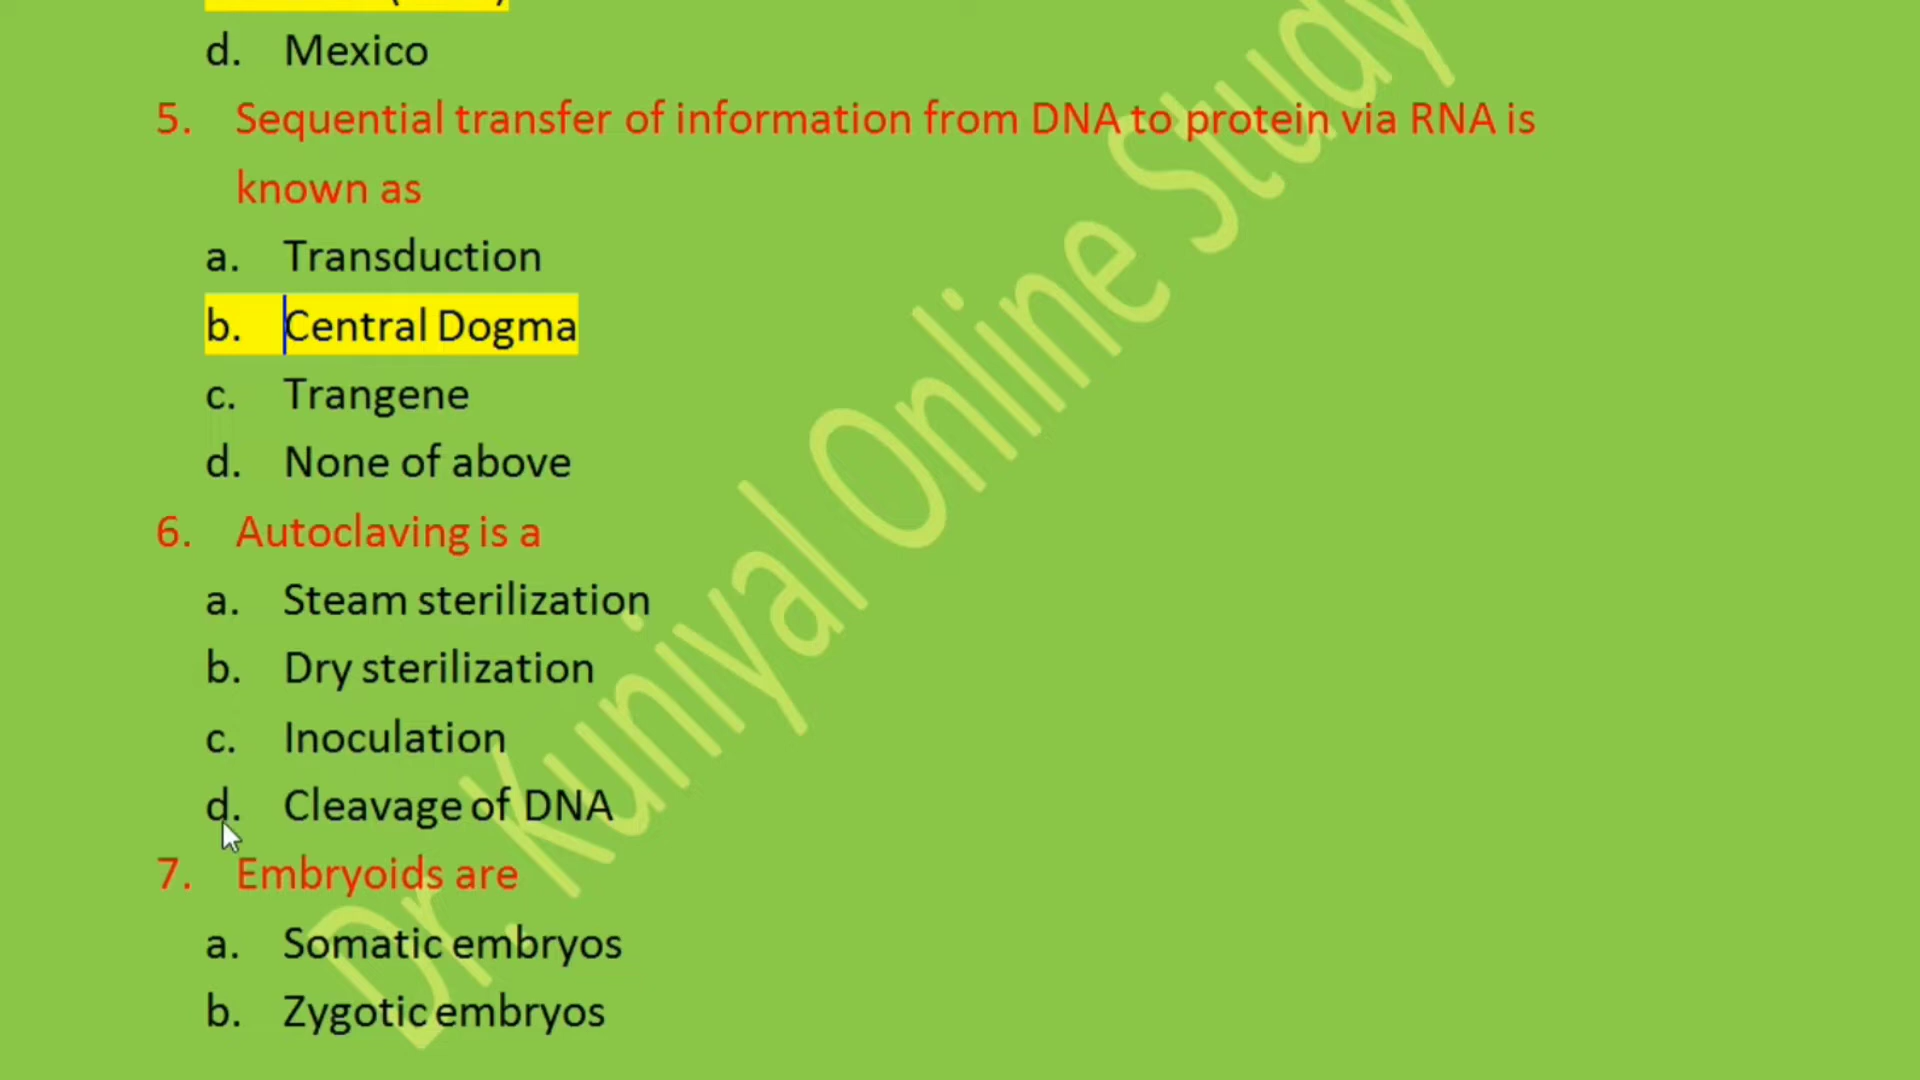 d. Mexico
5. Sequential transfer of information from DNA to protein via RNA is
known as
a. Transduction
b. Central Dogma
c. Trangene
d. None of above
6. Autoclaving is a
a. Steam sterilization
b. Dry sterilization
c. Inoculation
d. Cleavage of DNA
7. Embryoids are
a. Somatic embryos
b. Zygotic embryos
Dr. Kuniyal Online Study